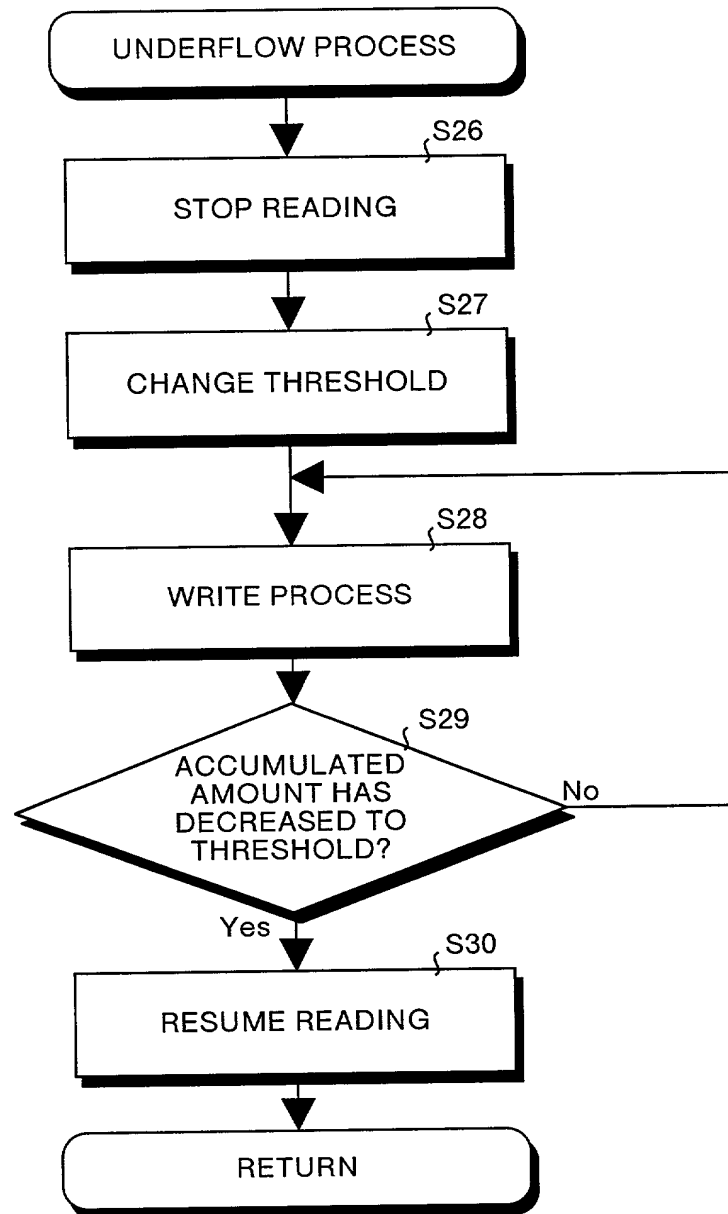 UNDERFLOW PROCESS
S26
STOP READING
S27
CHANGE THRESHOLD
S28
WRITE PROCESS
S29
ACCUMULATED
AMOUNT HAS
DECREASED TO
THRESHOLD?
No
Yes
S30
RESUME READING
RETURN